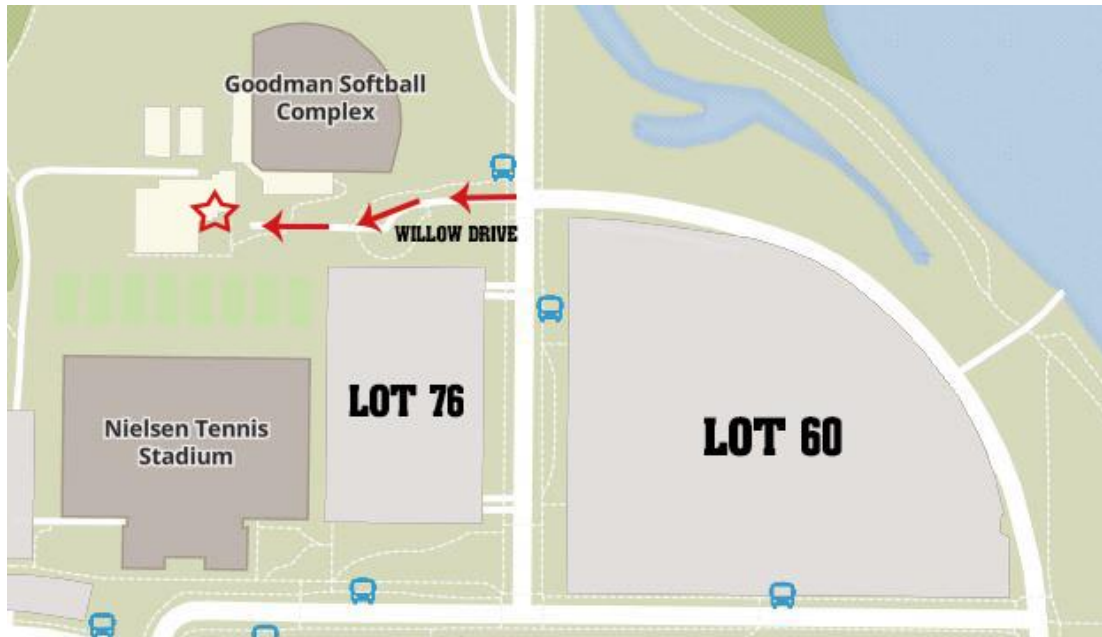 Goodman Softball
Complex
WILLOW DRIVE
LOT 76
LOT 60
Nielsen Tennis
Stadium